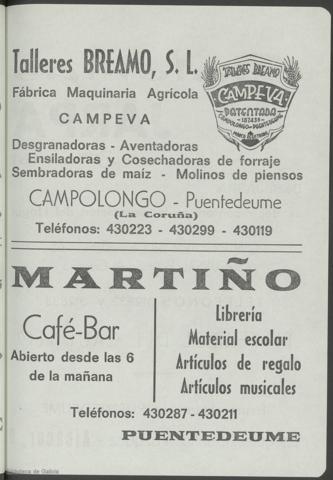 Talleres BREAMO, S. L.
TALLERES BREAMO
CAMPEVA
PATENTADA
Fábrica Maquinaria Agrícola
CAMPEVA
Desgranadoras - Aventadoras
Ensiladoras y Cosechadoras de forraje
Sembradoras de maíz - Molinos de piensos
CAMPOLONGO - Puentedeume
(La Coruña)
Teléfonos: 430223 - 430299 - 430119
MARTIÑO
Café-Bar
Abierto desde las 6
de la mañana
Librería
Material escolar
Artículos de regalo
Artículos musicales
Teléfonos: 430287 - 430211
PUENTEDEUME
de Galicia